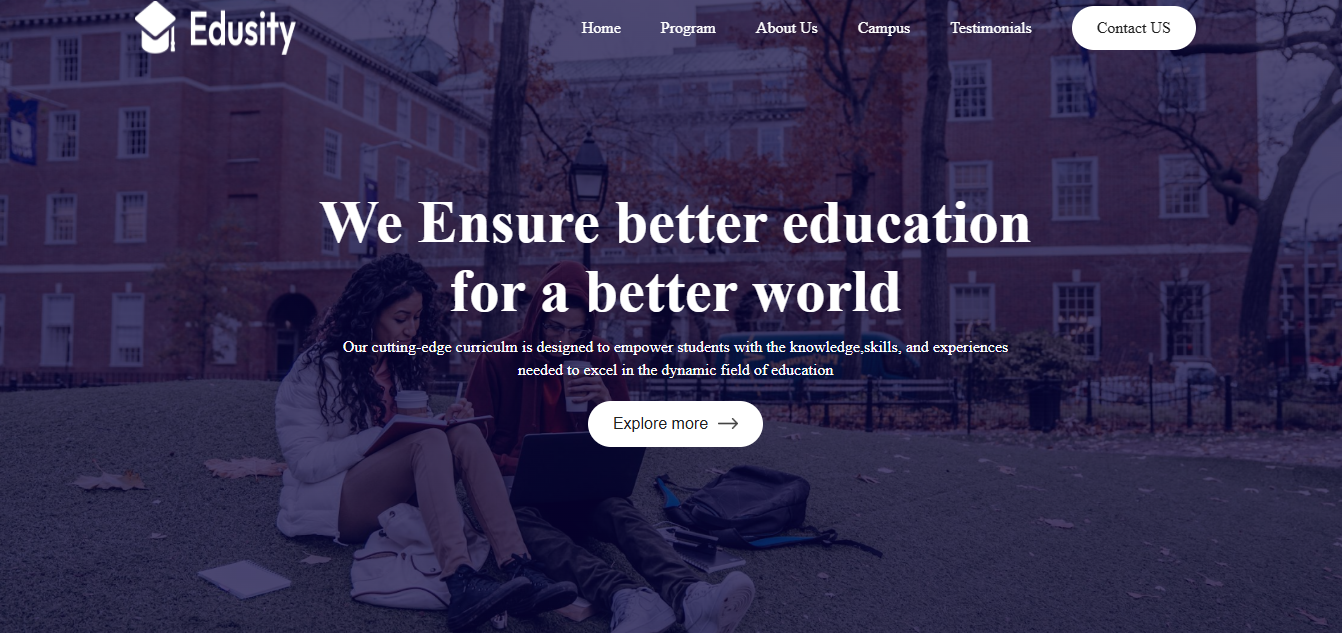 Edusity
Home Program About Us Campus Testimonials Contact US
We Ensure better education
for a better world
Our cutting-edge curriculm is designed to empower students with the knowledge,skills, and experiences
needed to excel in the dynamic field of education
Explore more